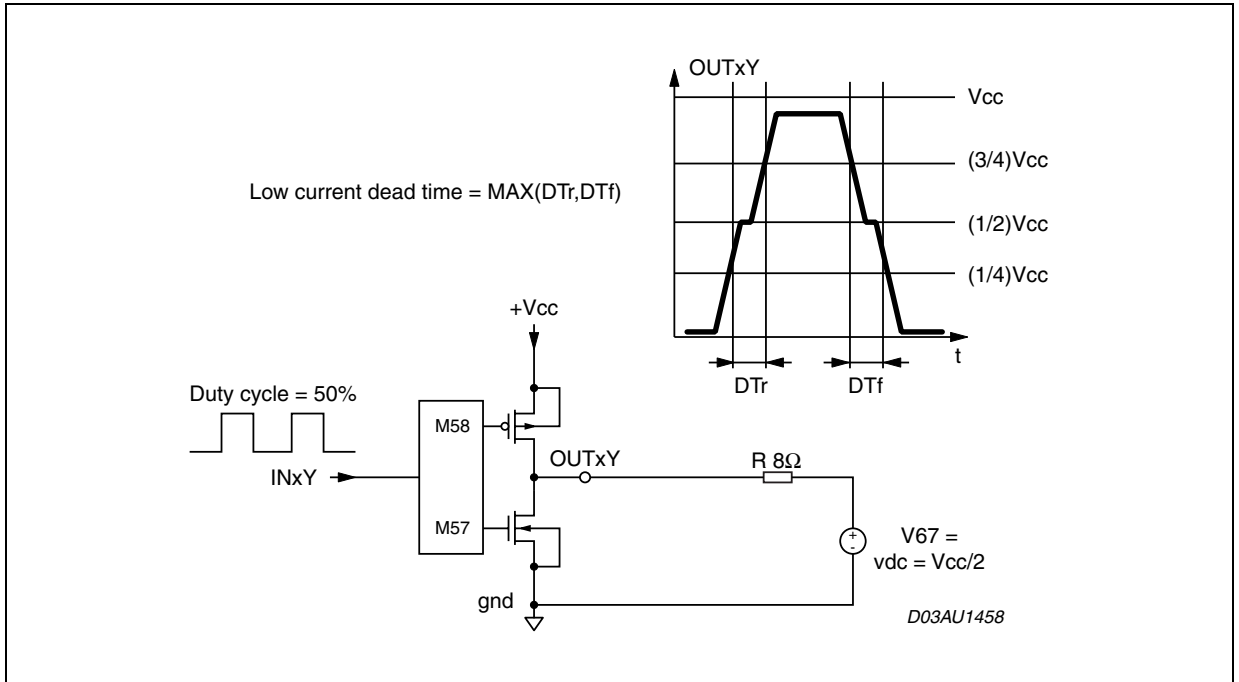 OUTxY
Vcc
(3/4)Vcc
Low current dead time = MAX(DTr,DTf)
(1/2)Vcc
(1/4)Vcc
+Vcc
t
DTr
DTf
Duty cycle = 50%
M58
OUTxY
R 8Ω
INxY
M57
+
-
V67 =
vdc = Vcc/2
gnd
D03AU1458